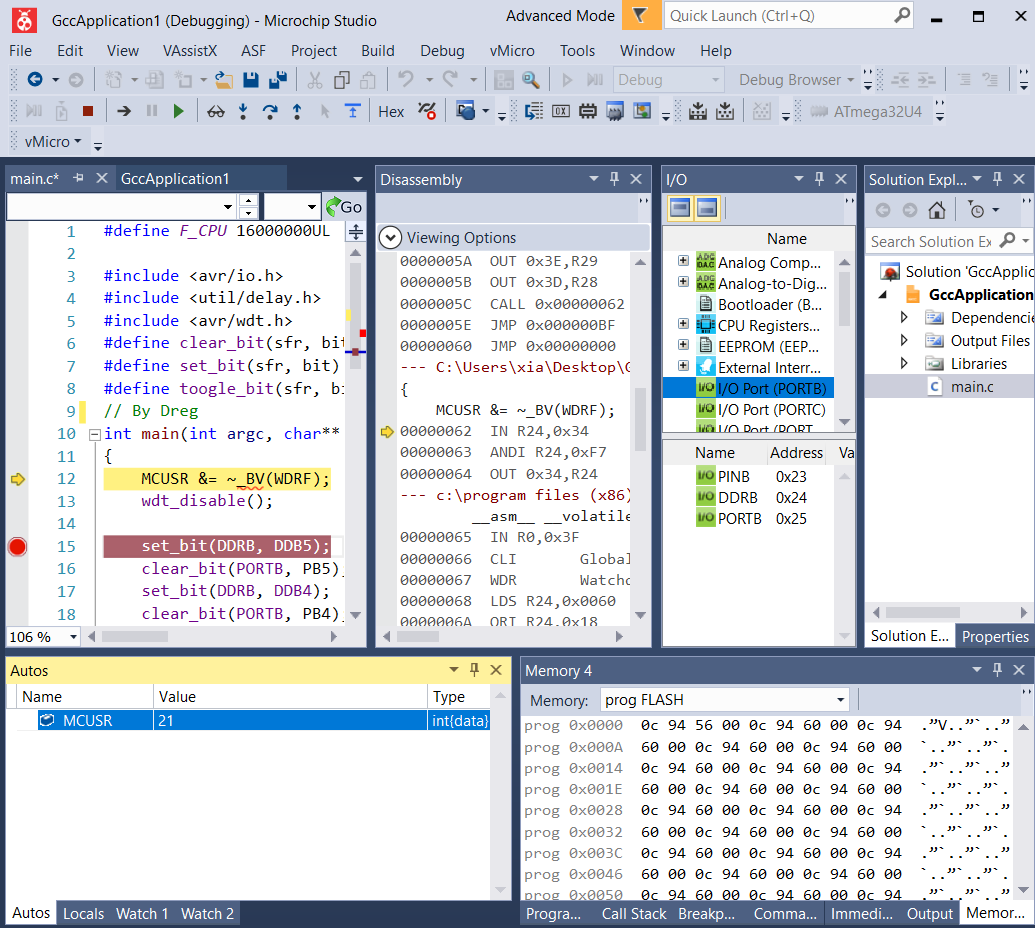 GccApplication1 (Debugging) - Microchip Studio
Advanced Mode
Quick Launch (Ctrl+Q)
File Edit View VAssistX ASF Project Build Debug vMicro Tools Window Help
Debug
Debug Browser
Hex
ATmega32U4
vMicro
main.c*
GccApplication1
Go
1 #define F_CPU 16000000UL
2
3 #include <avr/io.h>
4 #include <util/delay.h>
5 #include <avr/wdt.h>
6 #define clear_bit(sfr, bit
7 #define set_bit(sfr, bit)
8 #define toogle_bit(sfr, bi
9 // By Dreg
10 int main(int argc, char**
11 {
12 MCUSR &= ~_BV(WDRF);
13 wdt_disable();
14
15 set_bit(DDRB, DDB5);
16 clear_bit(PORTB, PB5)
17 set_bit(DDRB, DDB4);
18 clear_bit(PORTB, PB4)
106 %
Disassembly
Viewing Options
0000005A OUT 0x3E,R29
0000005B OUT 0x3D,R28
0000005C CALL 0x00000062
0000005E JMP 0x000000BF
00000060 JMP 0x00000000
--- C:\Users\xia\Desktop\G
{
MCUSR &= ~_BV(WDRF);
00000062 IN R24,0x34
00000063 ANDI R24,0xF7
00000064 OUT 0x34,R24
--- c:\program files (x86)
__asm__ __volatile
00000065 IN R0,0x3F
00000066 CLI Global
00000067 WDR Watchd
00000068 LDS R24,0x0060
0000006A ORI R24,0x18
I/O
Name
Analog Comp...
Analog-to-Dig...
Bootloader (B...
CPU Registers...
EEPROM (EEP...
External Interr...
I/O Port (PORTB)
I/O Port (PORTC)
I/O Port (PORT
Name Address Va
PINB 0x23
DDRB 0x24
PORTB 0x25
Solution Expl...
Search Solution Ex
Solution 'GccApplic
GccApplication
Dependencie
Output Files
Libraries
main.c
Solution E... Properties
Autos
Name Value Type
MCUSR 21 int{data}
Autos Locals Watch 1 Watch 2
Memory 4
Memory: prog FLASH
prog 0x0000 0c 94 56 00 0c 94 60 00 0c 94 .”V..”`..”
prog 0x000A 60 00 0c 94 60 00 0c 94 60 00 `..”`..”`.
prog 0x0014 0c 94 60 00 0c 94 60 00 0c 94 .”`..”`..”
prog 0x001E 60 00 0c 94 60 00 0c 94 60 00 `..”`..”`.
prog 0x0028 0c 94 60 00 0c 94 60 00 0c 94 .”`..”`..”
prog 0x0032 60 00 0c 94 60 00 0c 94 60 00 `..”`..”`.
prog 0x003C 0c 94 60 00 0c 94 60 00 0c 94 .”`..”`..”
prog 0x0046 60 00 0c 94 60 00 0c 94 60 00 `..”`..”`.
prog 0x0050 0c 94 60 00 0c 94 60 00 0c 94 .”`..”`..”
Progra... Call Stack Breakp... Comma... Immedi... Output Memor...